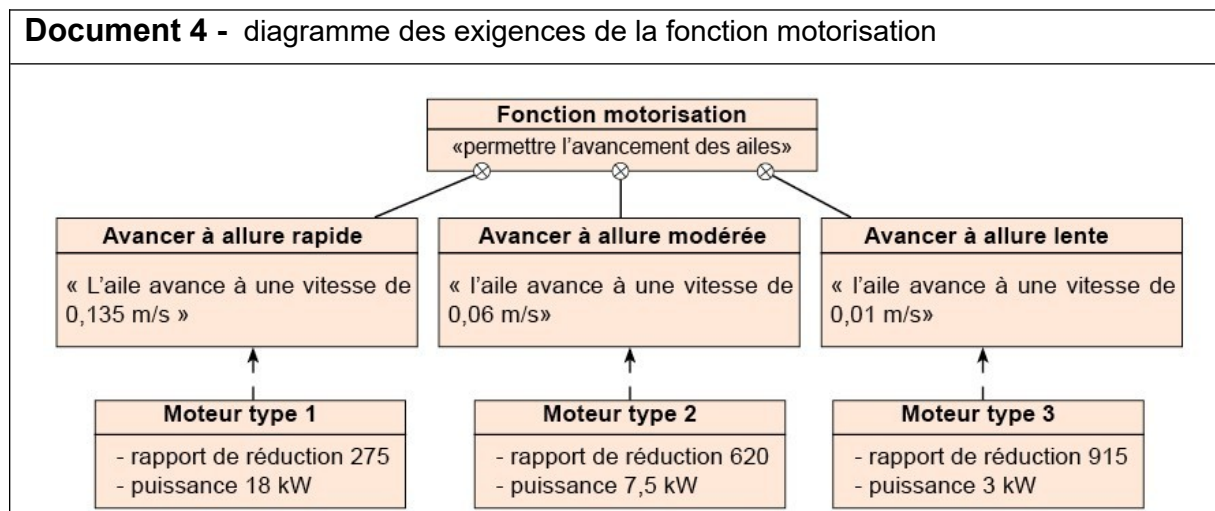 Document 4 - diagramme des exigences de la fonction motorisation
Fonction motorisation
«permettre l’avancement des ailes»
Avancer à allure rapide
« L’aile avance à une vitesse de
0,135 m/s »
Avancer à allure modérée
« l’aile avance à une vitesse de
0,06 m/s»
Avancer à allure lente
« l’aile avance à une vitesse de
0,01 m/s»
Moteur type 1
- rapport de réduction 275
- puissance 18 kW
Moteur type 2
- rapport de réduction 620
- puissance 7,5 kW
Moteur type 3
- rapport de réduction 915
- puissance 3 kW